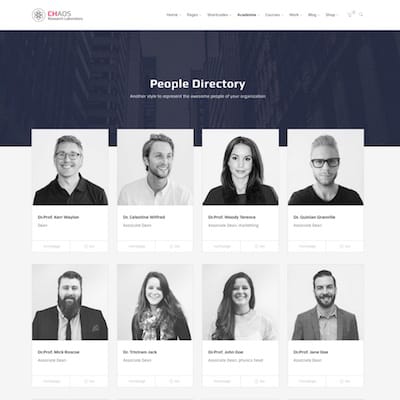 CHAOS
Research Laboratory
Home
Pages
Shortcodes
Academia
Courses
Work
Blog
Shop
People Directory
Another style to represent the awesome people of your organization
Dr.Prof. Kerr Waylon
Dean
Homepage
Bio
Dr. Celestine Wilfred
Associate Dean
Homepage
Bio
Dr.Prof. Woody Terence
Associate Dean, marketing
Homepage
Bio
Dr. Quinlan Granville
Associate Dean
Homepage
Bio
Dr.Prof. Mick Roscoe
Associate Dean
Homepage
Bio
Dr. Tristram Jack
Associate Dean
Homepage
Bio
Dr.Prof. John Doe
Associate Dean, physics Dept
Homepage
Bio
Dr.Prof. Jane Doe
Associate Dean
Homepage
Bio